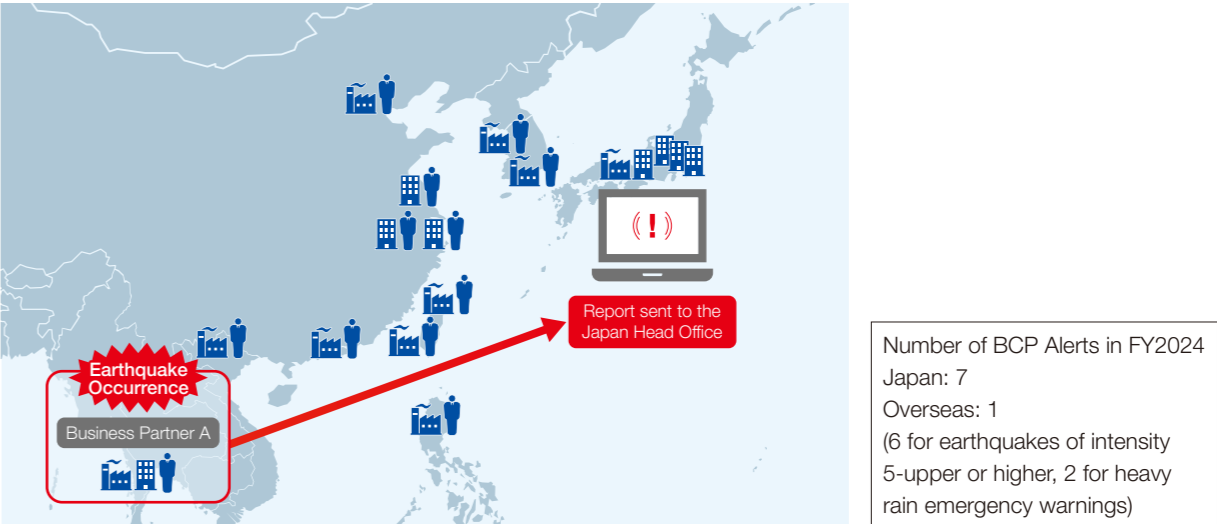 Earthquake
Occurrence
Business Partner A
(!)
Report sent to the
Japan Head Office
Number of BCP Alerts in FY2024
Japan: 7
Overseas: 1
(6 for earthquakes of intensity
5-upper or higher, 2 for heavy
rain emergency warnings)